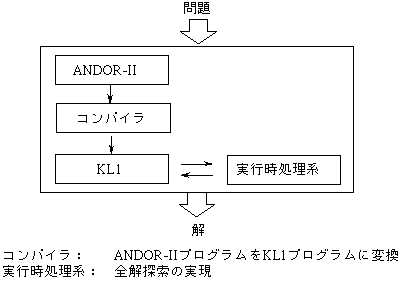 問題
ANDOR-II
コンパイラ
KL1
実行時処理系
解
コンパイラ： ANDOR-IIプログラムをKL1プログラムに変換
実行時処理系： 全解探索の実現